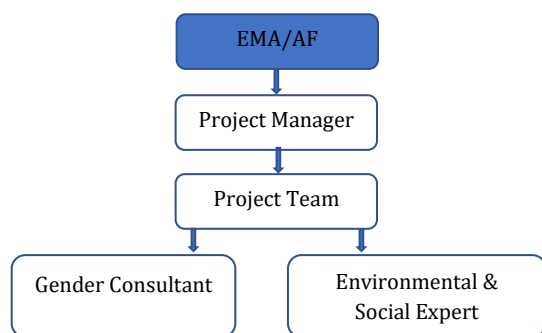 EMA/AF
Project Manager
Project Team
Gender Consultant
Environmental &
Social Expert